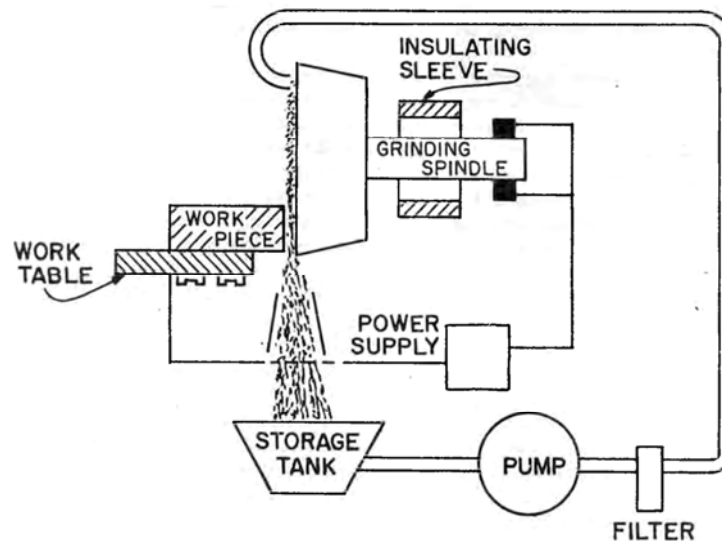 INSULATING
SLEEVE
GRINDING
SPINDLE
WORK
PIECE
WORK
TABLE
POWER
SUPPLY
STORAGE
TANK
PUMP
FILTER